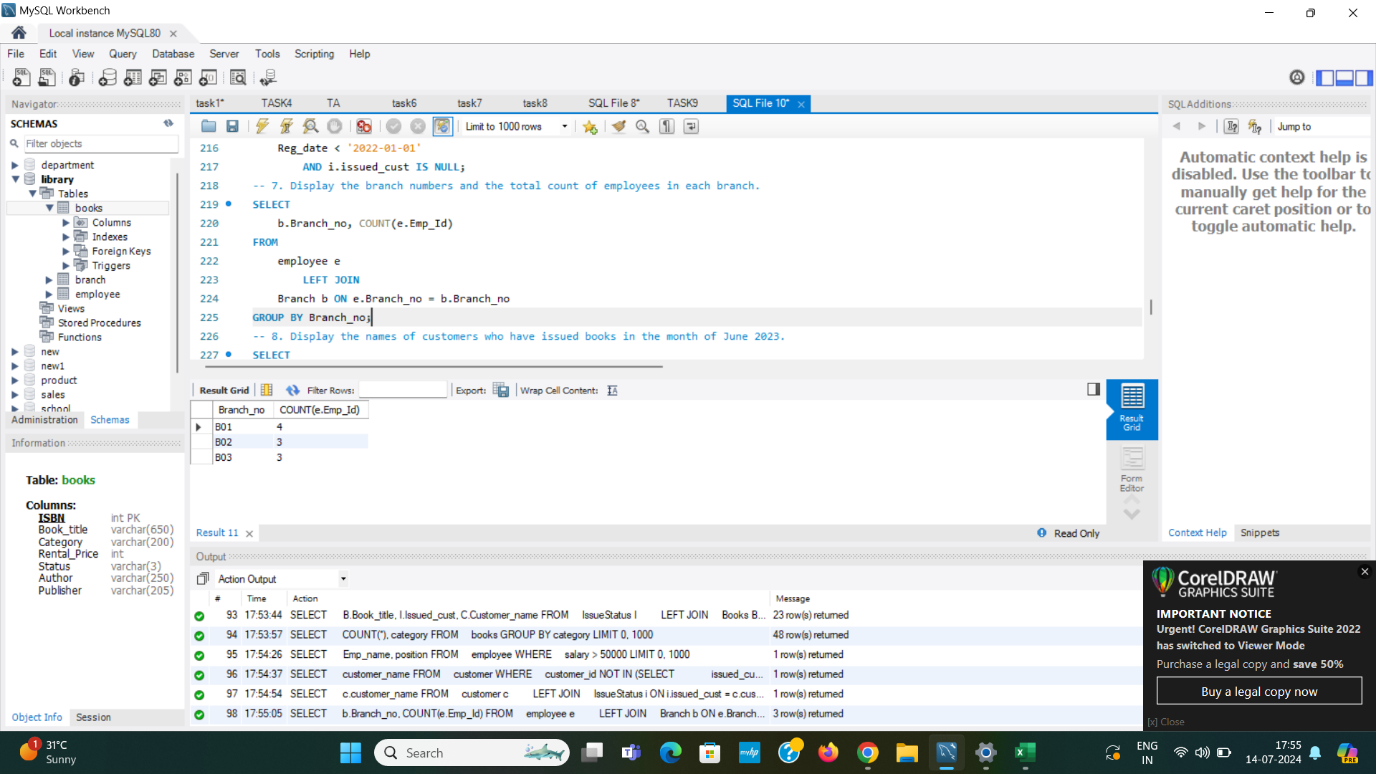 MySQL Workbench
Local instance MySQL80
File Edit View Query Database Server Tools Scripting Help
Navigator
SCHEMAS
Filter objects
department
library
Tables
books
Columns
Indexes
Foreign Keys
Triggers
branch
employee
Views
Stored Procedures
Functions
new
new1
product
sales
school
Administration Schemas
Information
Table: books
Columns:
ISBN int PK
Book_title varchar(650)
Category varchar(200)
Rental_Price int
Status varchar(3)
Author varchar(250)
Publisher varchar(205)
Object Info Session
task1* TASK4 TA task6 task7 task8 SQL File 8* TASK9 SQL File 10*
Limit to 1000 rows
216 Reg_date < '2022-01-01'
217 AND i.issued_cust IS NULL;
218 -- 7. Display the branch numbers and the total count of employees in each branch.
219 SELECT
220 b.Branch_no, COUNT(e.Emp_Id)
221 FROM
222 employee e
223 LEFT JOIN
224 Branch b ON e.Branch_no = b.Branch_no
225 GROUP BY Branch_no;
226 -- 8. Display the names of customers who have issued books in the month of June 2023.
227 SELECT
Result Grid Filter Rows: Export: Wrap Cell Content:
Branch_no COUNT(e.Emp_Id)
B01 4
B02 3
B03 3
Result Grid
Form Editor
Result 11
Read Only
Output
Action Output
# Time Action Message
93 17:53:44 SELECT B.Book_title, I.Issued_cust, C.Customer_name FROM IssueStatus I LEFT JOIN Books B... 23 row(s) returned
94 17:53:57 SELECT COUNT(*), category FROM books GROUP BY category LIMIT 0, 1000 48 row(s) returned
95 17:54:26 SELECT Emp_name, position FROM employee WHERE salary > 50000 LIMIT 0, 1000 1 row(s) returned
96 17:54:37 SELECT customer_name FROM customer WHERE customer_id NOT IN (SELECT issued_cu... 1 row(s) returned
97 17:54:54 SELECT c.customer_name FROM customer c LEFT JOIN IssueStatus i ON i.issued_cust = c.cus... 1 row(s) returned
98 17:55:05 SELECT b.Branch_no, COUNT(e.Emp_Id) FROM employee e LEFT JOIN Branch b ON e.Branch... 3 row(s) returned
SQLAdditions
Jump to
Automatic context help is
disabled. Use the toolbar to
manually get help for the
current caret position or to
toggle automatic help.
Context Help Snippets
CorelDRAW
GRAPHICS SUITE
IMPORTANT NOTICE
Urgent! CorelDRAW Graphics Suite 2022
has switched to Viewer Mode
Purchase a legal copy and save 50%
Buy a legal copy now
[x] Close
1
31°C
Sunny
Search
ENG
IN
17:55
14-07-2024
PRE